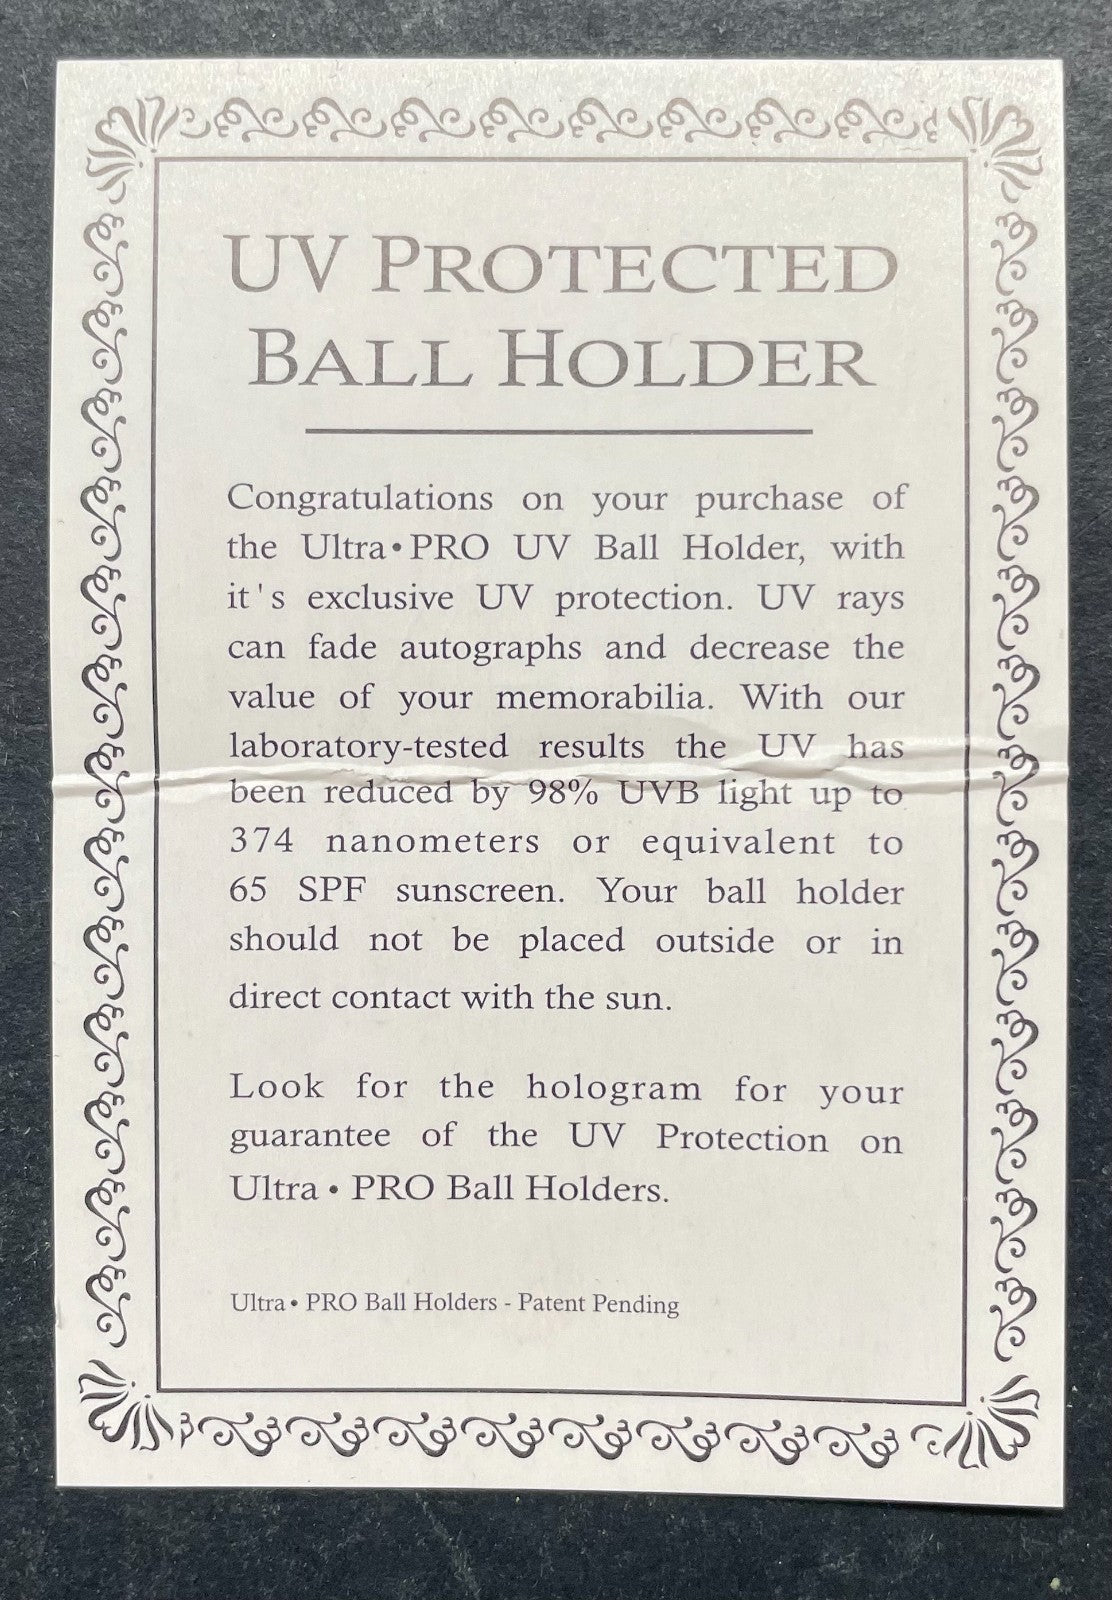 UV PROTECTED
BALL HOLDER
Congratulations on your purchase of
the Ultra•PRO UV Ball Holder, with
it's exclusive UV protection. UV rays
can fade autographs and decrease the
value of your memorabilia. With our
laboratory-tested results the UV has
been reduced by 98% UVB light up to
374 nanometers or equivalent to
65 SPF sunscreen. Your ball holder
should not be placed outside or in
direct contact with the sun.
Look for the hologram for your
guarantee of the UV Protection on
Ultra • PRO Ball Holders.
Ultra • PRO Ball Holders - Patent Pending